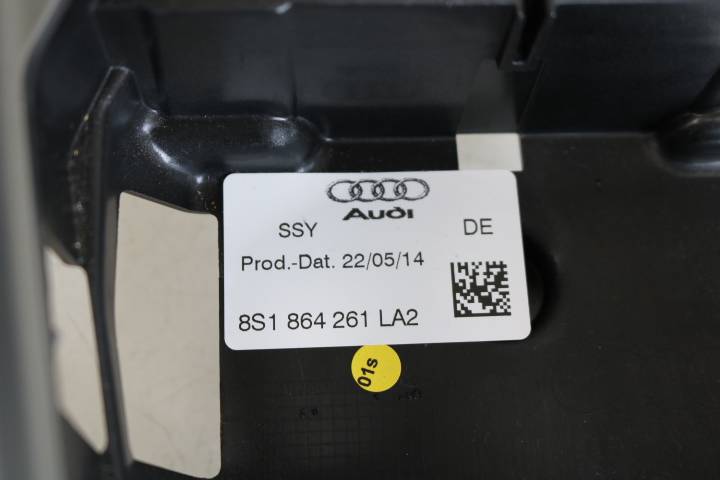 Audi
SSY DE
Prod.-Dat. 22/05/14
8S1 864 261 LA2
01s